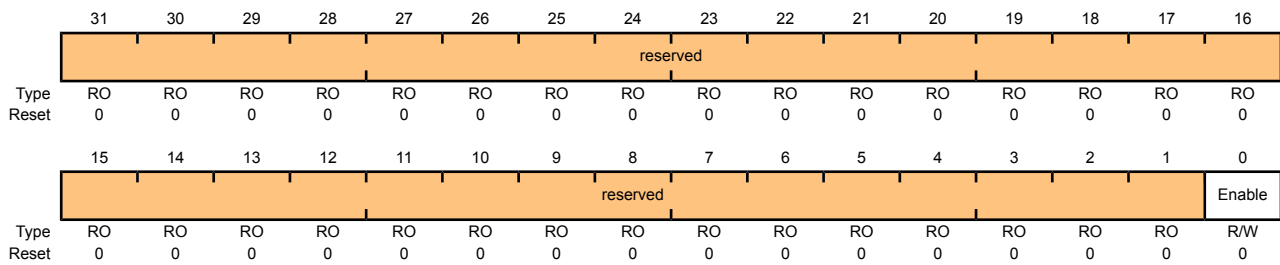 31 30 29 28 27 26 25 24 23 22 21 20 19 18 17 16
reserved
Type RO RO RO RO RO RO RO RO RO RO RO RO RO RO RO RO
Reset 0 0 0 0 0 0 0 0 0 0 0 0 0 0 0 0
15 14 13 12 11 10 9 8 7 6 5 4 3 2 1 0
reserved Enable
Type RO RO RO RO RO RO RO RO RO RO RO RO RO RO RO R/W
Reset 0 0 0 0 0 0 0 0 0 0 0 0 0 0 0 0